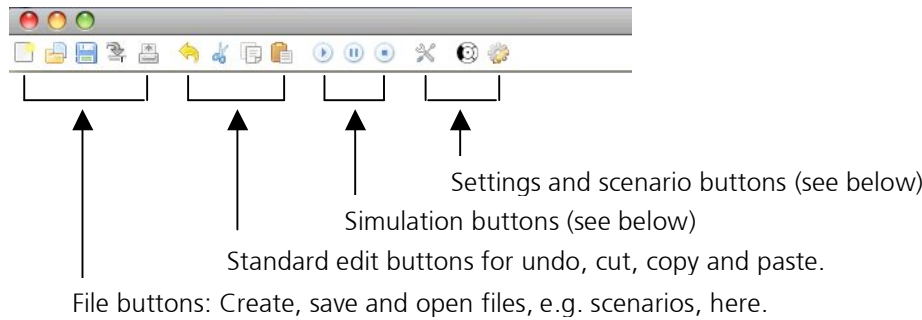 Settings and scenario buttons (see below)
Simulation buttons (see below)
Standard edit buttons for undo, cut, copy and paste.
File buttons: Create, save and open files, e.g. scenarios, here.